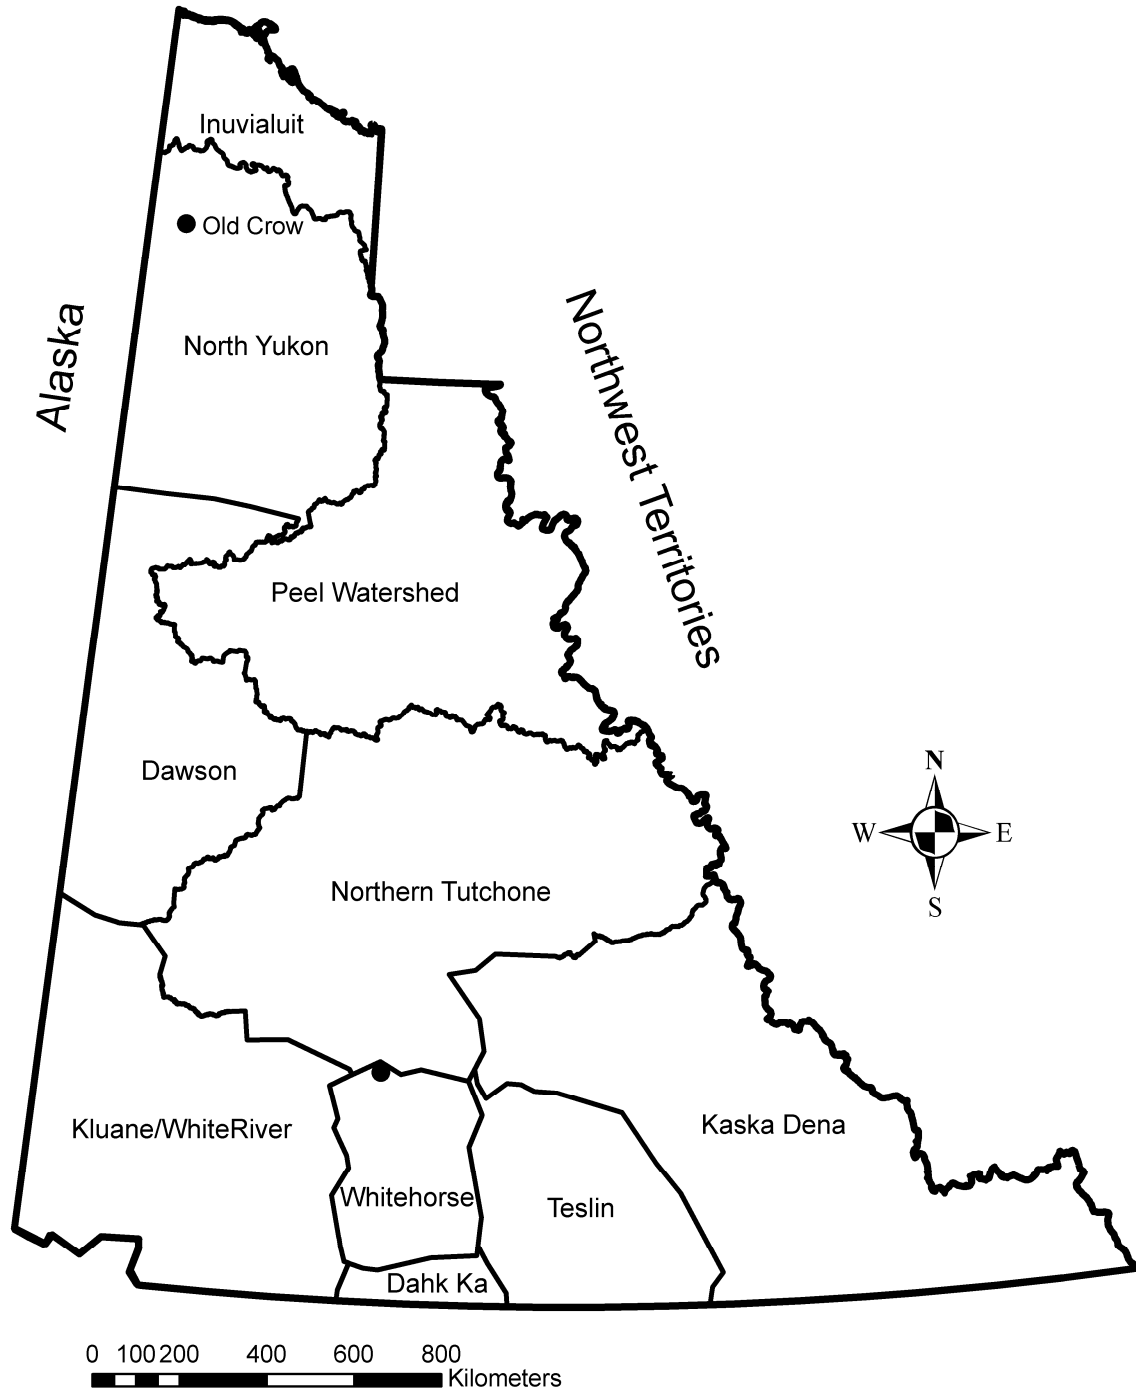 Inuvialuit
Old Crow
North Yukon
Alaska
Northwest Territories
Peel Watershed
Dawson
N
W
E
S
Northern Tutchone
Kluane/WhiteRiver
Kaska Dena
Whitehorse
Teslin
Dahk Ka
0 100 200 400 600 800
Kilometers